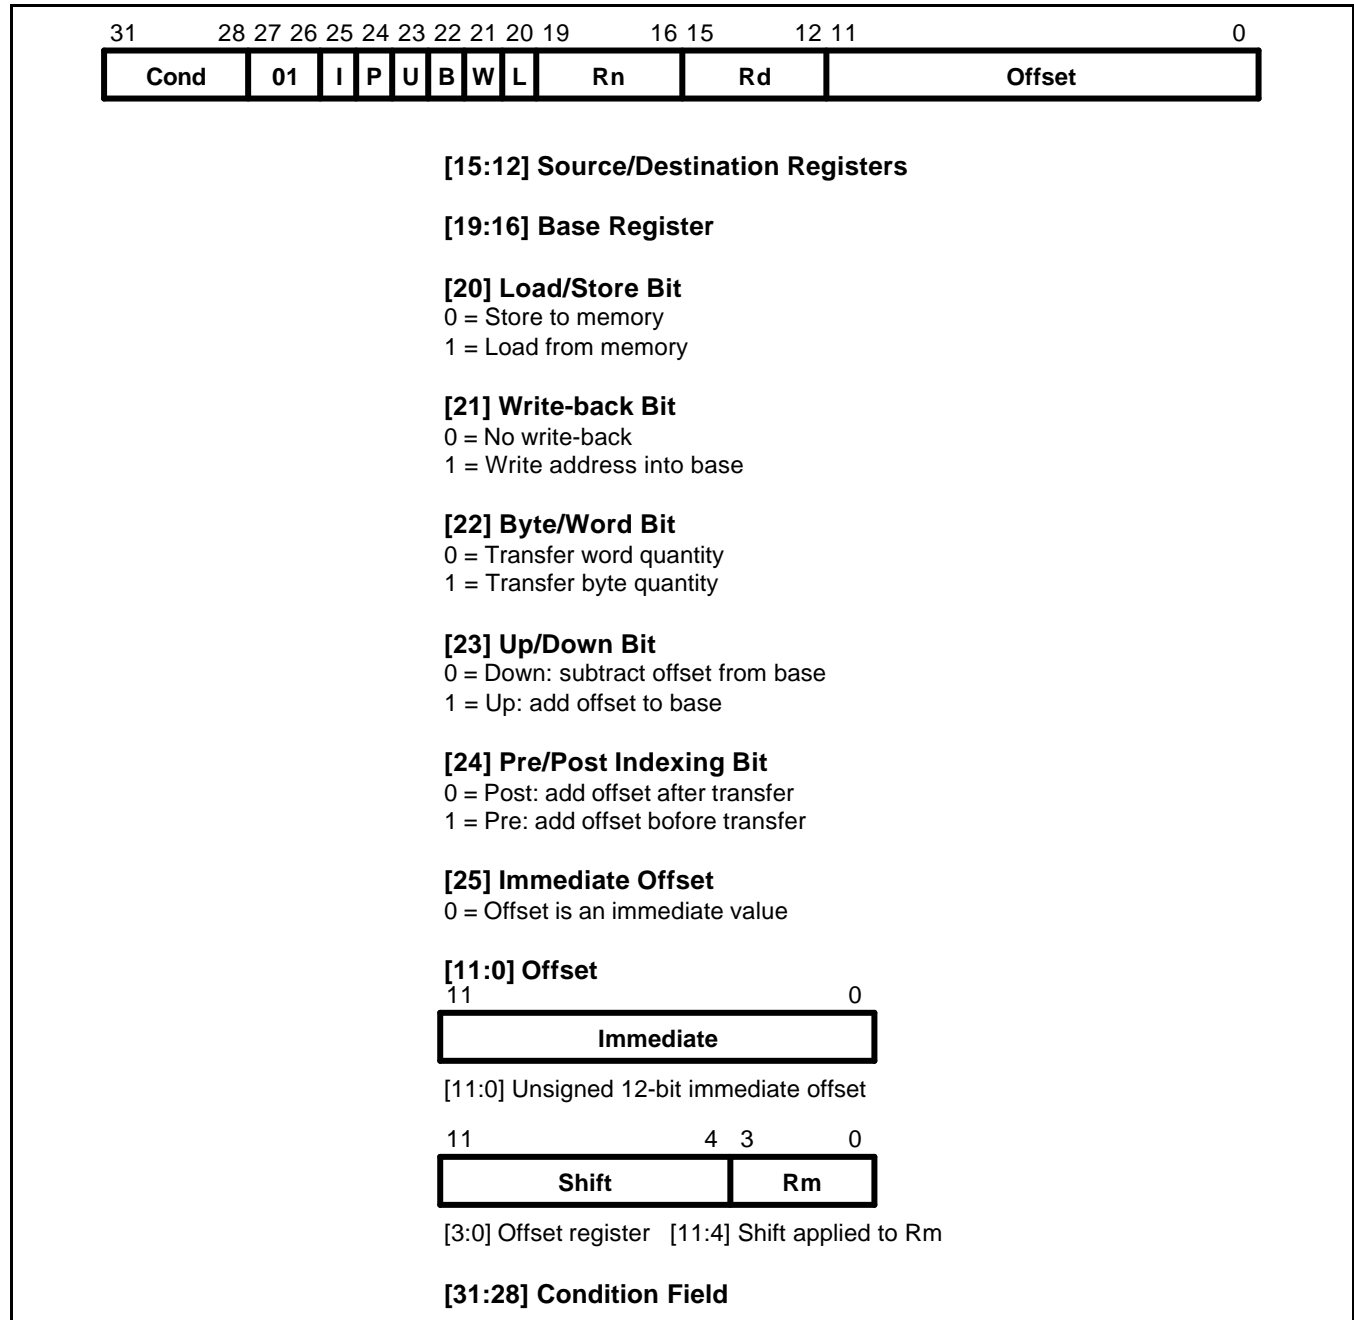 31 28 27 26 25 24 23 22 21 20 19 16 15 12 11 0
Cond 01 I P U B W L Rn Rd Offset
[15:12] Source/Destination Registers
[19:16] Base Register
[20] Load/Store Bit
0 = Store to memory
1 = Load from memory
[21] Write-back Bit
0 = No write-back
1 = Write address into base
[22] Byte/Word Bit
0 = Transfer word quantity
1 = Transfer byte quantity
[23] Up/Down Bit
0 = Down: subtract offset from base
1 = Up: add offset to base
[24] Pre/Post Indexing Bit
0 = Post: add offset after transfer
1 = Pre: add offset bofore transfer
[25] Immediate Offset
0 = Offset is an immediate value
[11:0] Offset
11 0
Immediate
[11:0] Unsigned 12-bit immediate offset
11 4 3 0
Shift Rm
[3:0] Offset register [11:4] Shift applied to Rm
[31:28] Condition Field